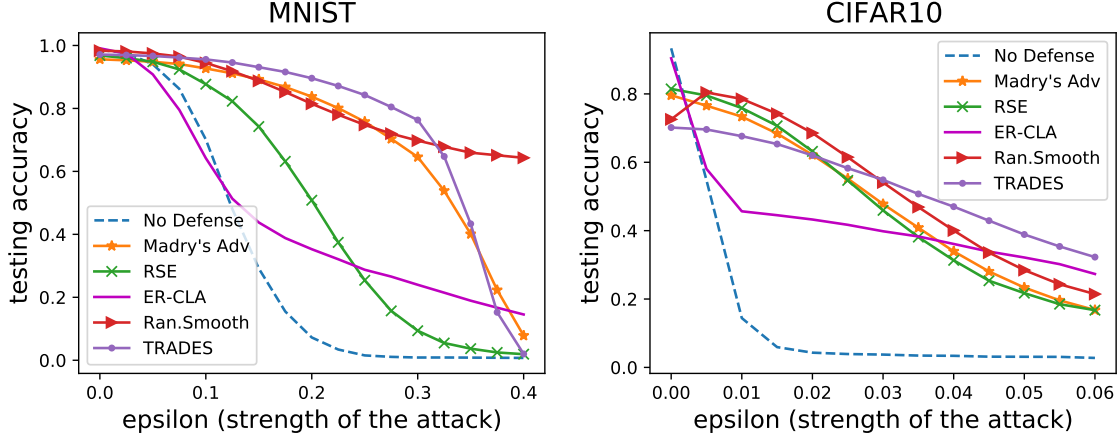 MNIST
testing accuracy
1.0
0.8
0.6
0.4
0.2
0.0
No Defense
Madry's Adv
RSE
ER-CLA
Ran.Smooth
TRADES
0.0 0.1 0.2 0.3 0.4
epsilon (strength of the attack)
CIFAR10
testing accuracy
0.8
0.6
0.4
0.2
0.0
No Defense
Madry's Adv
RSE
ER-CLA
Ran.Smooth
TRADES
0.00 0.01 0.02 0.03 0.04 0.05 0.06
epsilon (strength of the attack)